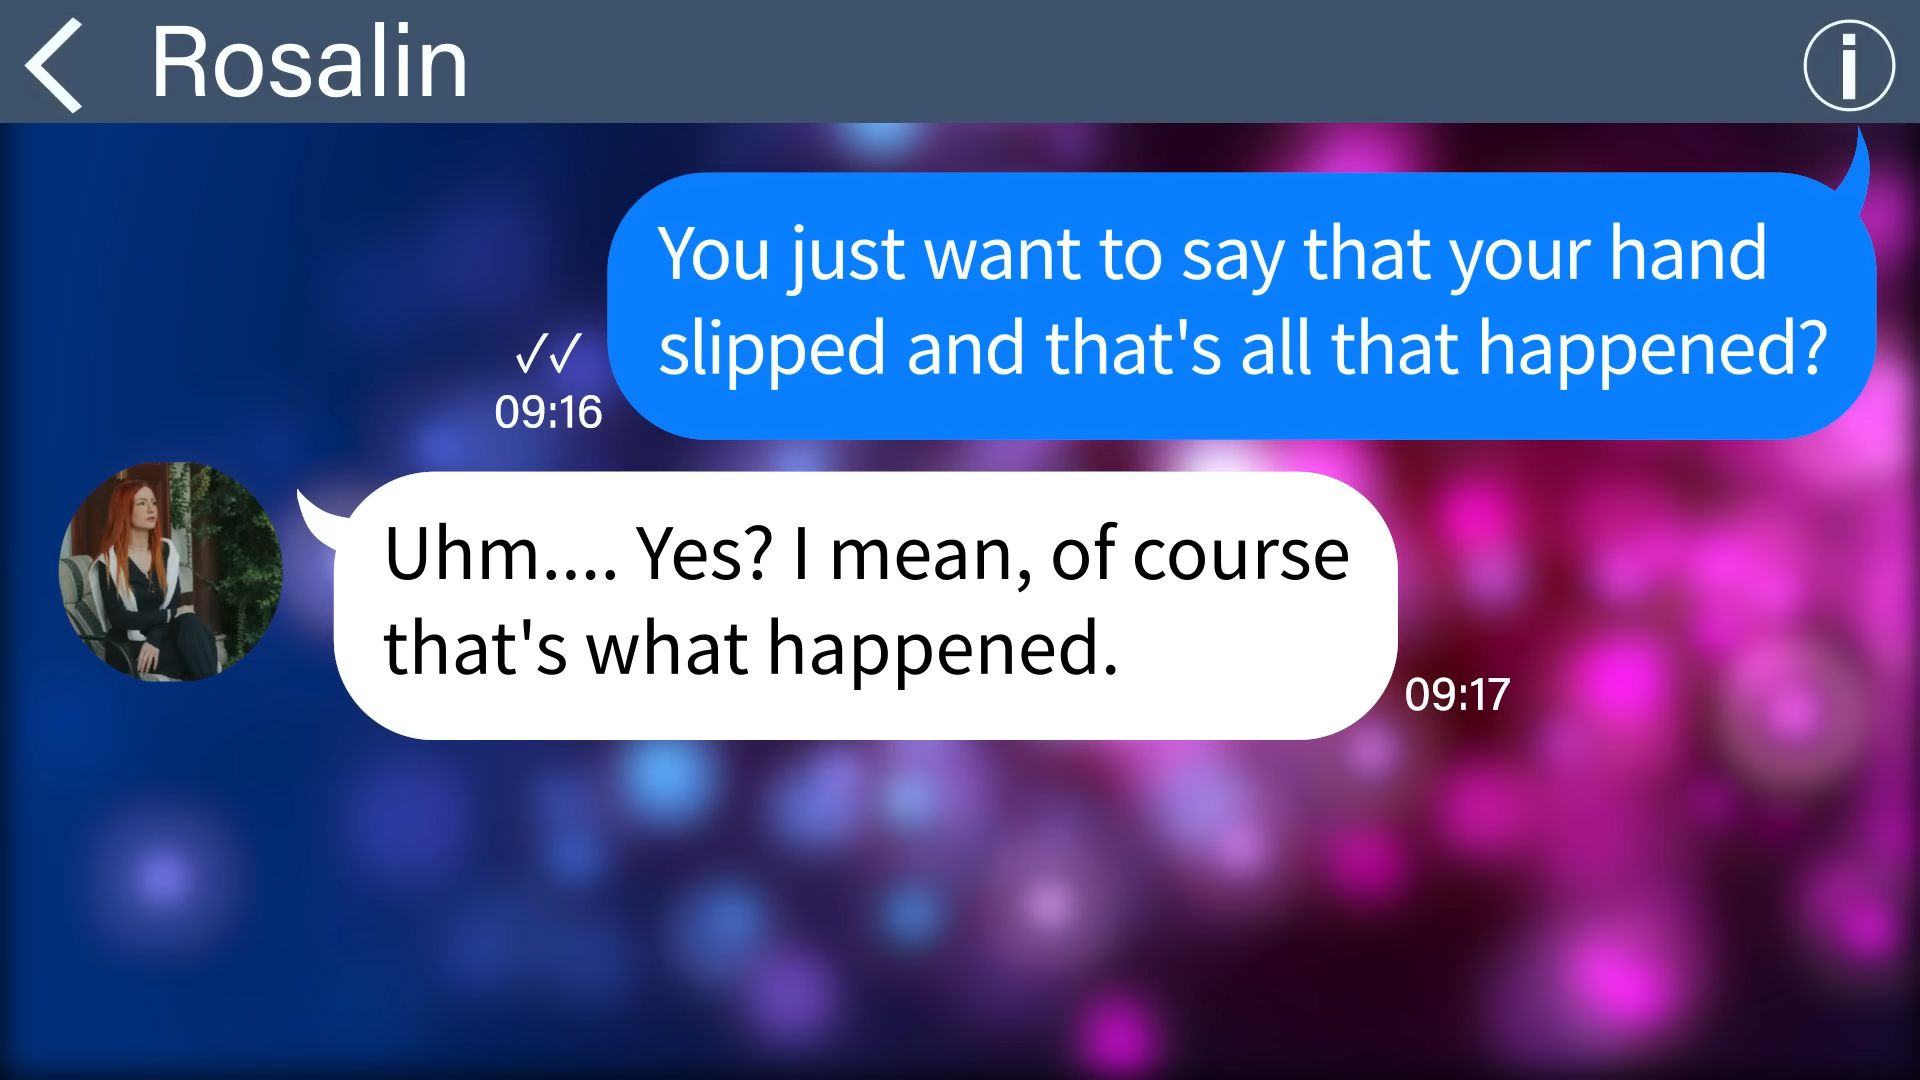 Rosalin
You just want to say that your hand
slipped and that's all that happened?
✓✓
09:16
Uhm.... Yes? I mean, of course
that's what happened.
09:17